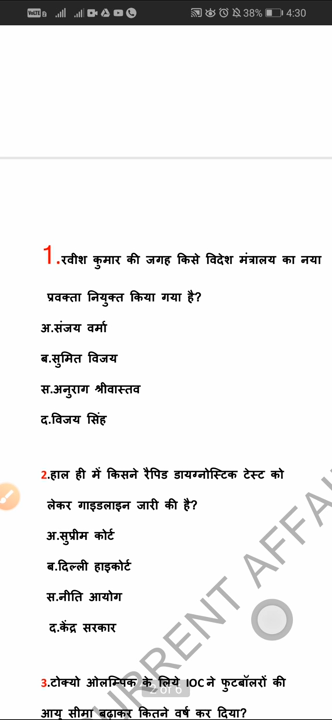 38% 4:30
1.रवीश कुमार की जगह किसे विदेश मंत्रालय का नया
प्रवक्ता नियुक्त किया गया है?
अ.संजय वर्मा
ब.सुमित विजय
स.अनुराग श्रीवास्तव
द.विजय सिंह
2.हाल ही में किसने रैपिड डायग्नोस्टिक टेस्ट को
लेकर गाइडलाइन जारी की है?
अ.सुप्रीम कोर्ट
ब.दिल्ली हाइकोर्ट
स.नीति आयोग
द.केंद्र सरकार
URRENT AFFAI
3.टोक्यो ओलम्पिक के लिये IOC ने फुटबॉलरों की
2 of 6
आयु सीमा बढ़ाकर कितने वर्ष कर दिया?